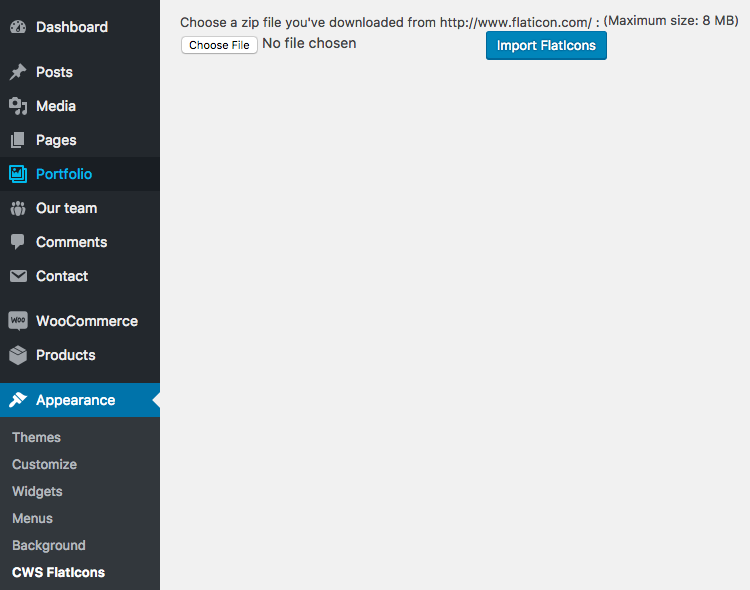 Dashboard
Posts
Media
Pages
Portfolio
Our team
Comments
Contact
WOO WooCommerce
Products
Appearance
Themes
Customize
Widgets
Menus
Background
CWS FlatIcons
Choose a zip file you've downloaded from http://www.flaticon.com/ : (Maximum size: 8 MB)
Choose File No file chosen Import FlatIcons